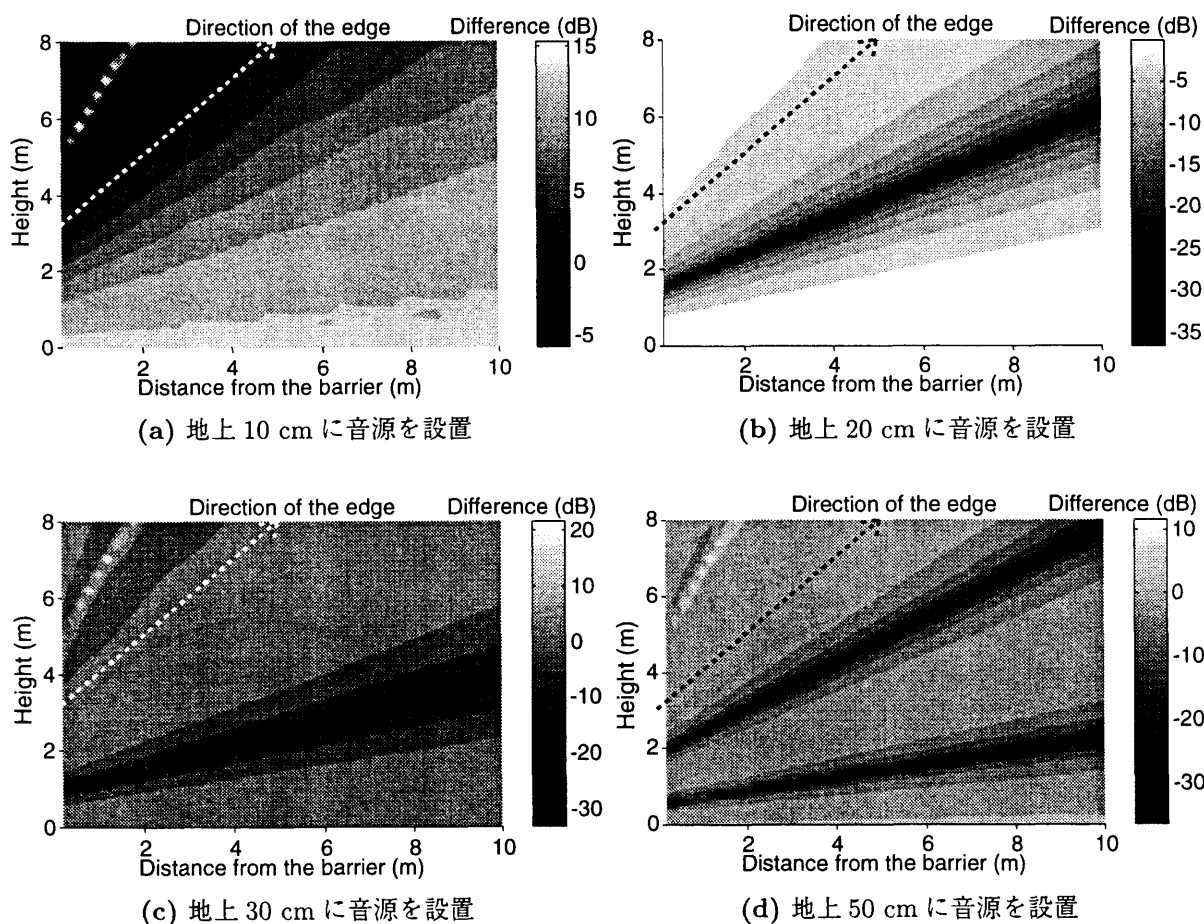 Direction of the edge Difference (dB)
8
6
4
2
0
Height (m)
2 4 6 8 10
Distance from the barrier (m)
15
10
5
0
-5
(a) 地上 10 cm に音源を設置
Direction of the edge Difference (dB)
8
6
4
2
0
Height (m)
2 4 6 8 10
Distance from the barrier (m)
-5
-10
-15
-20
-25
-30
-35
(b) 地上 20 cm に音源を設置
Direction of the edge Difference (dB)
8
6
4
2
0
Height (m)
2 4 6 8 10
Distance from the barrier (m)
20
10
0
-10
-20
-30
(c) 地上 30 cm に音源を設置
Direction of the edge Difference (dB)
8
6
4
2
0
Height (m)
2 4 6 8 10
Distance from the barrier (m)
10
0
-10
-20
-30
(d) 地上 50 cm に音源を設置